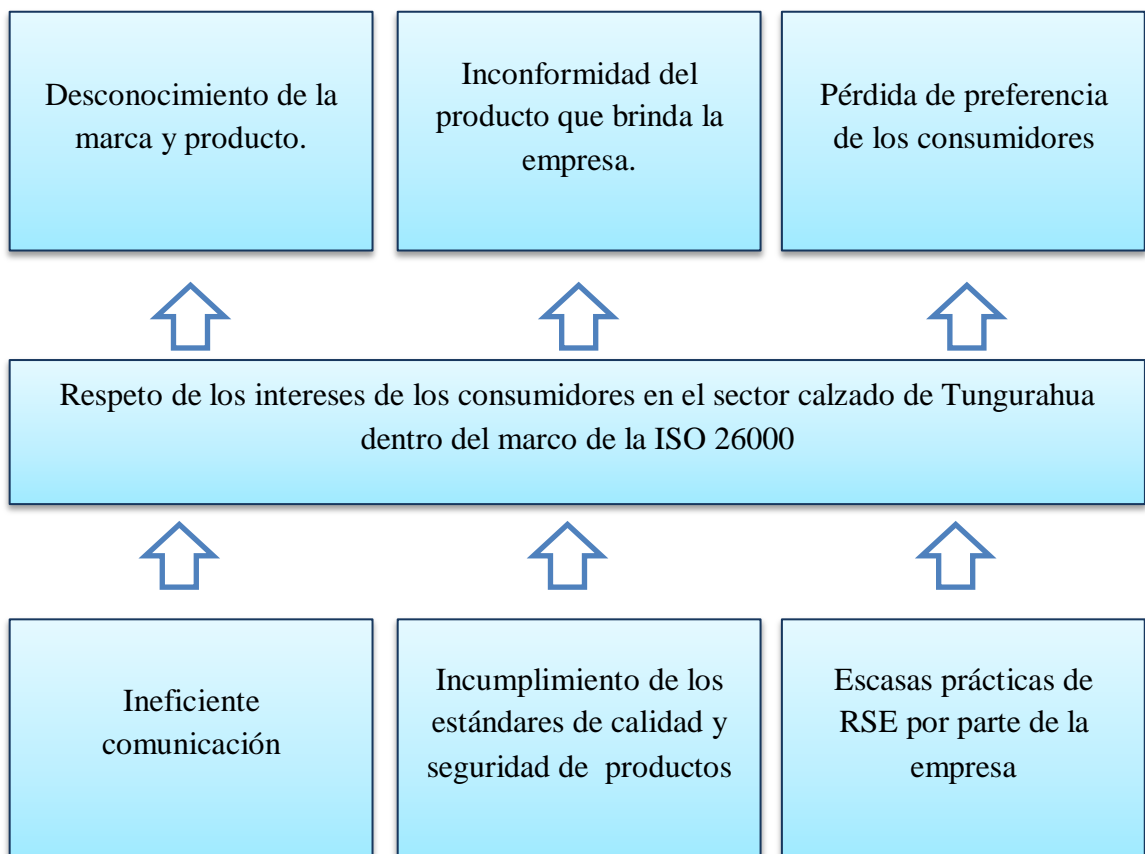 Desconocimiento de la
marca y producto.
Inconformidad del
producto que brinda la
empresa.
Pérdida de preferencia
de los consumidores
Respeto de los intereses de los consumidores en el sector calzado de Tungurahua
dentro del marco de la ISO 26000
Ineficiente
comunicación
Incumplimiento de los
estándares de calidad y
seguridad de productos
Escasas prácticas de
RSE por parte de la
empresa